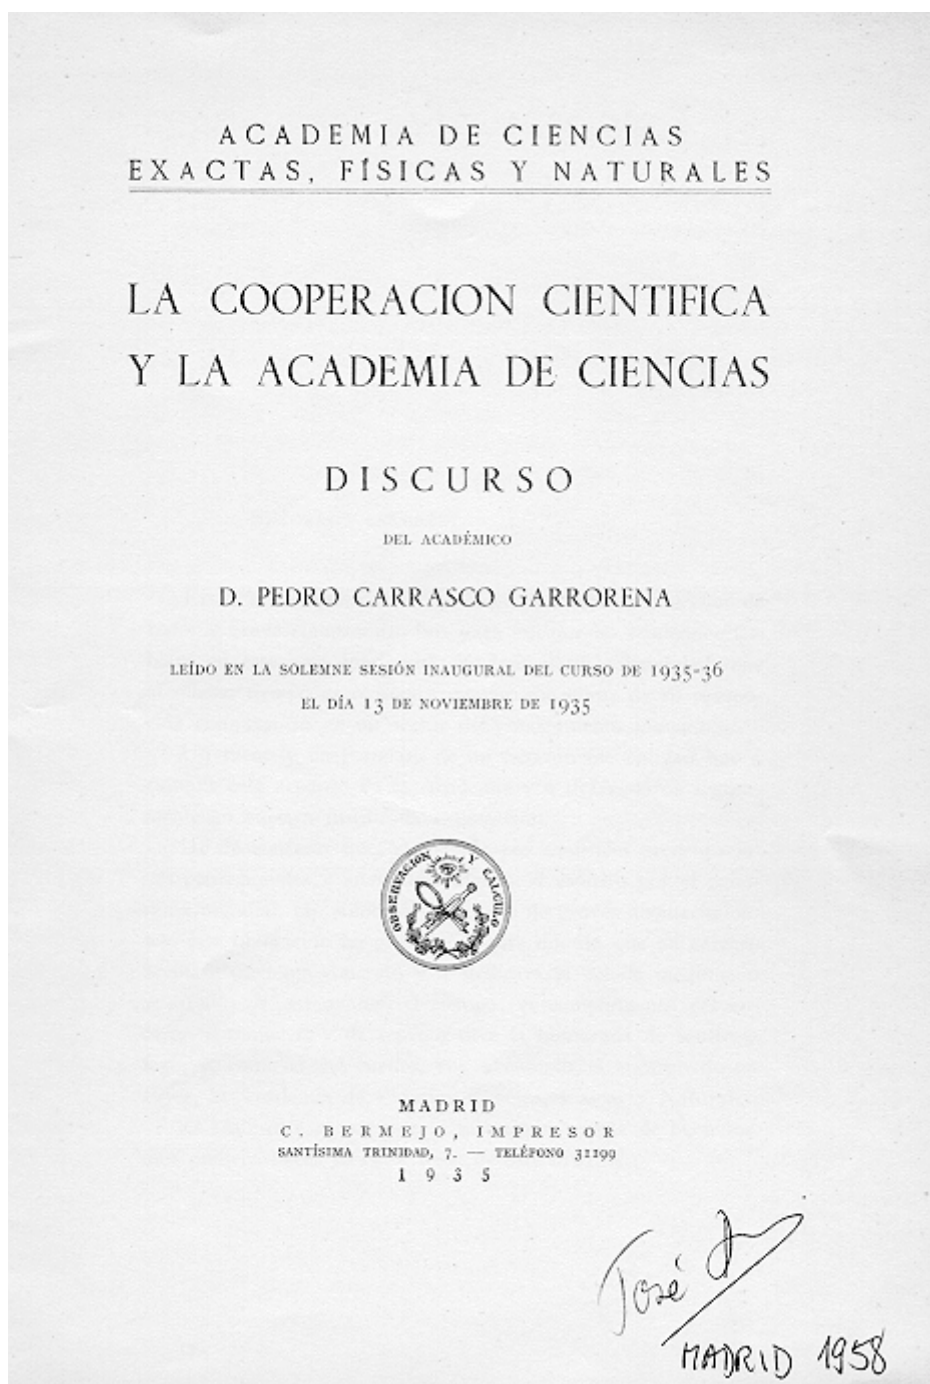 ACADEMIA DE CIENCIAS
EXACTAS, FÍSICAS Y NATURALES
LA COOPERACION CIENTIFICA
Y LA ACADEMIA DE CIENCIAS
DISCURSO
DEL ACADÉMICO
D. PEDRO CARRASCO GARRORENA
LEÍDO EN LA SOLEMNE SESIÓN INAUGURAL DEL CURSO DE 1935-36
EL DÍA 13 DE NOVIEMBRE DE 1935
OBSERVACION Y CALCULO
MADRID
C. BERMEJO, IMPRESOR
SANTÍSIMA TRINIDAD, 7. — TELÉFONO 31199
1935
José
MADRID 1958